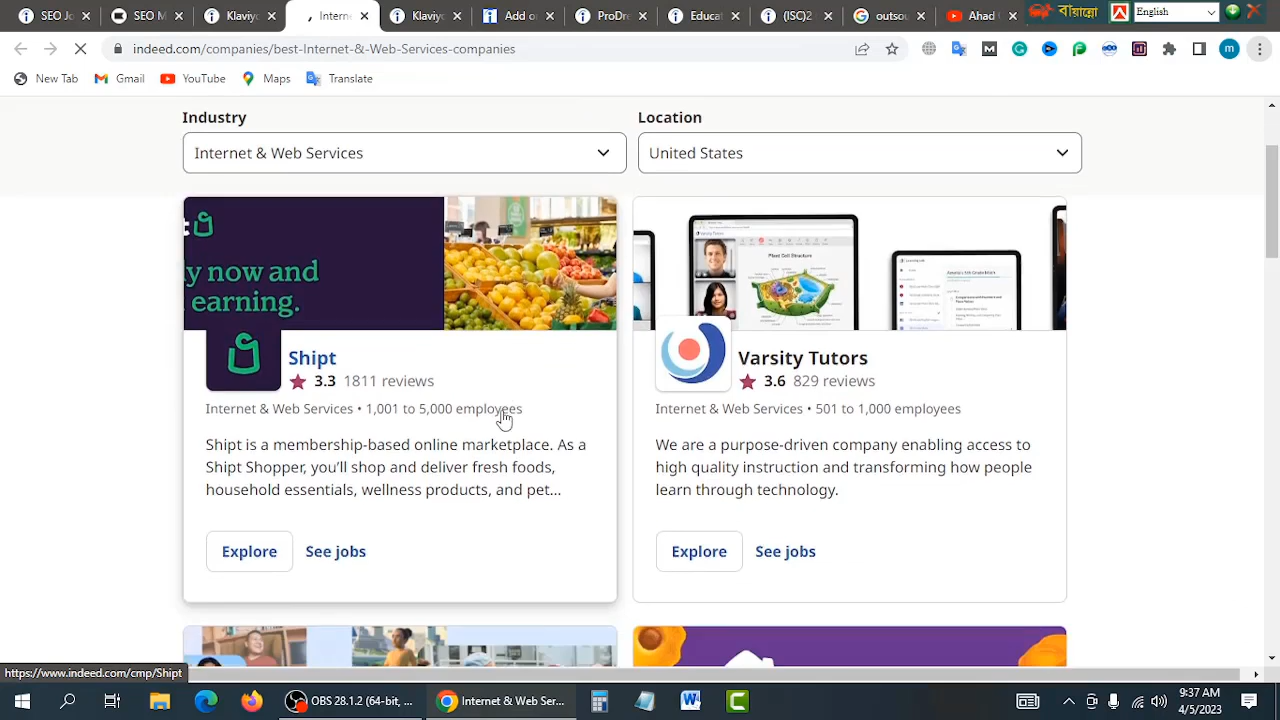 SEO Jo
SEO M
Klaviy
Intern
Add o
ProDr
(ISO2
Ahad
English
indeed.com/companies/best-Internet-&-Web-Services-companies
New Tab
Gmail
YouTube
Maps
Translate
Industry
Location
Internet & Web Services
United States
y now and
earning.
Plant Cell Structure
Shipt
3.3 1811 reviews
Internet & Web Services • 1,001 to 5,000 employees
Shipt is a membership-based online marketplace. As a
Shipt Shopper, you'll shop and deliver fresh foods,
household essentials, wellness products, and pet...
Explore
See jobs
Varsity Tutors
3.6 829 reviews
Internet & Web Services • 501 to 1,000 employees
We are a purpose-driven company enabling access to
high quality instruction and transforming how people
learn through technology.
Explore
See jobs
https://www.indeed.com/cmp/Shipt
OBS 28.1.2 (64-bit, ...
Internet & Web Ser...
9:37 AM
4/5/2023